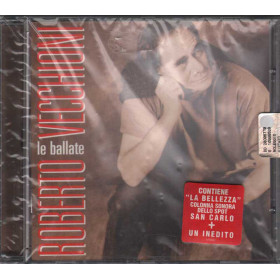 ROBERTO VECCHIONI
le ballate
CONTIENE
"LA BELLEZZA"
COLONNA SONORA
DELLO SPOT
SAN CARLO
+
UN INEDITO